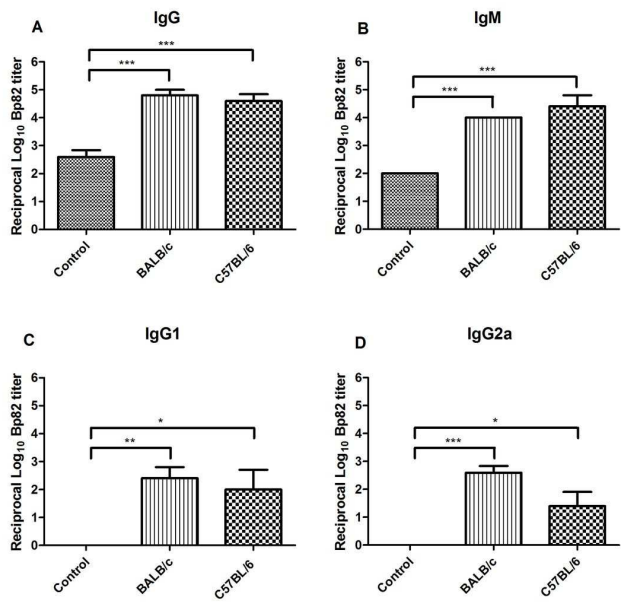 A
IgG
Reciprocal Log10 Bp82 titer
6
5
4
3
2
1
0
***
***
Control
BALB/c
C57BL/6
B
IgM
Reciprocal Log10 Bp82 titer
6
5
4
3
2
1
0
***
***
Control
BALB/c
C57BL/6
C
IgG1
Reciprocal Log10 Bp82 titer
6
5
4
3
2
1
0
*
**
Control
BALB/c
C57BL/6
D
IgG2a
Reciprocal Log10 Bp82 titer
6
5
4
3
2
1
0
*
***
Control
BALB/c
C57BL/6